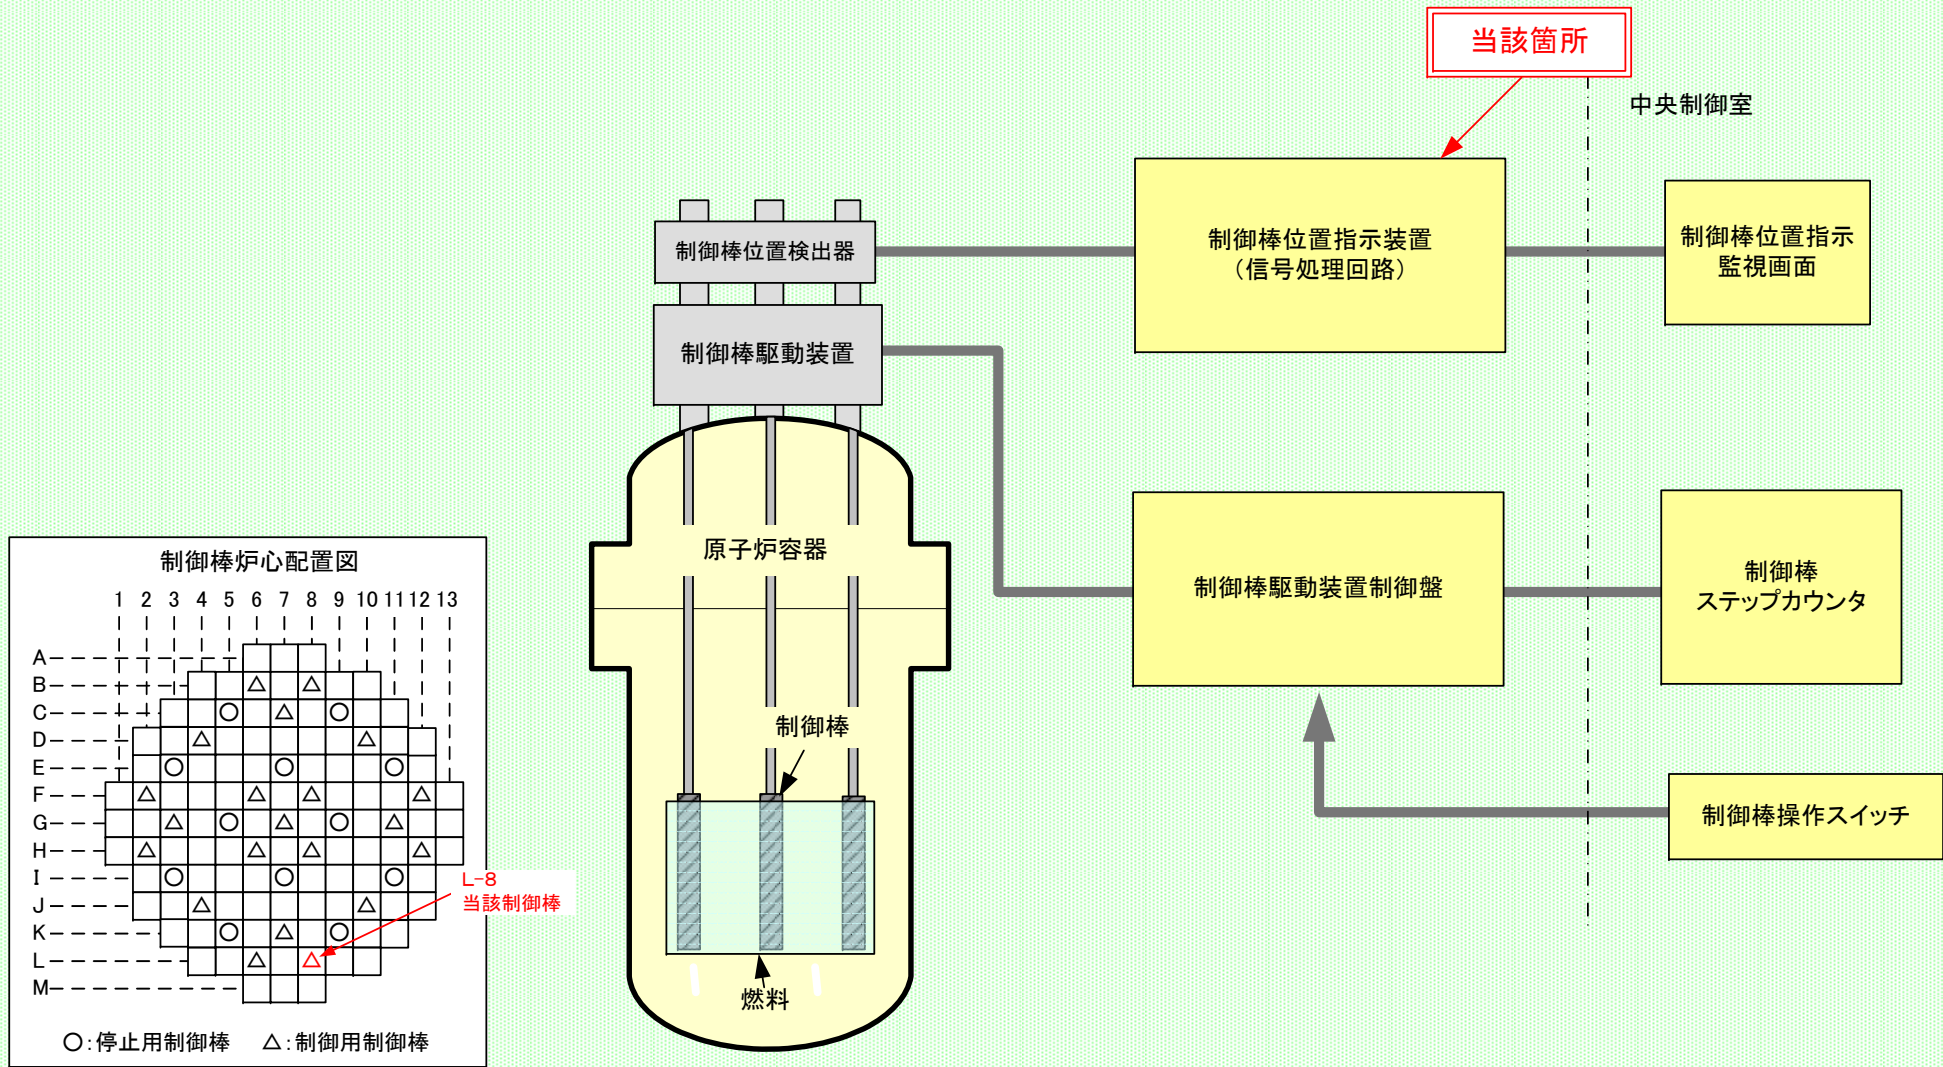 当該箇所
中央制御室
制御棒位置検出器
制御棒位置指示装置
（信号処理回路）
制御棒位置指示
監視画面
制御棒駆動装置
原子炉容器
制御棒駆動装置制御盤
制御棒
ステップカウンタ
制御棒
制御棒操作スイッチ
燃料
制御棒炉心配置図
1 2 3 4 5 6 7 8 9 10 11 12 13
A
B
C
D
E
F
G
H
I
J
K
L
M
L-8
当該制御棒
○:停止用制御棒 △:制御用制御棒